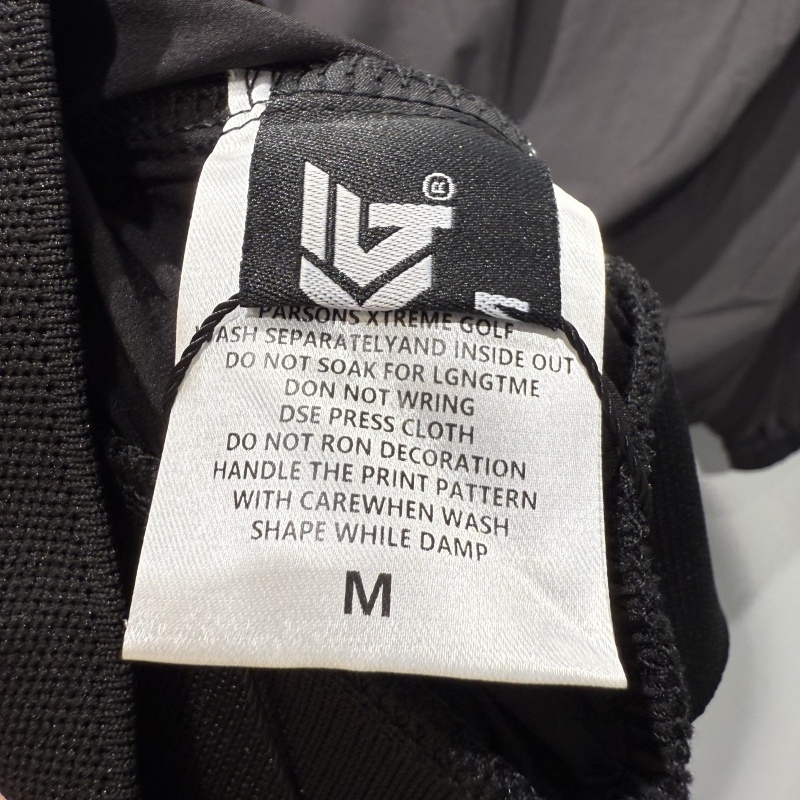 ®
PARSONS XTREME GOLF
WASH SEPARATELYAND INSIDE OUT
DO NOT SOAK FOR LGNGTME
DON NOT WRING
DSE PRESS CLOTH
DO NOT RON DECORATION
HANDLE THE PRINT PATTERN
WITH CAREWHEN WASH
SHAPE WHILE DAMP
M